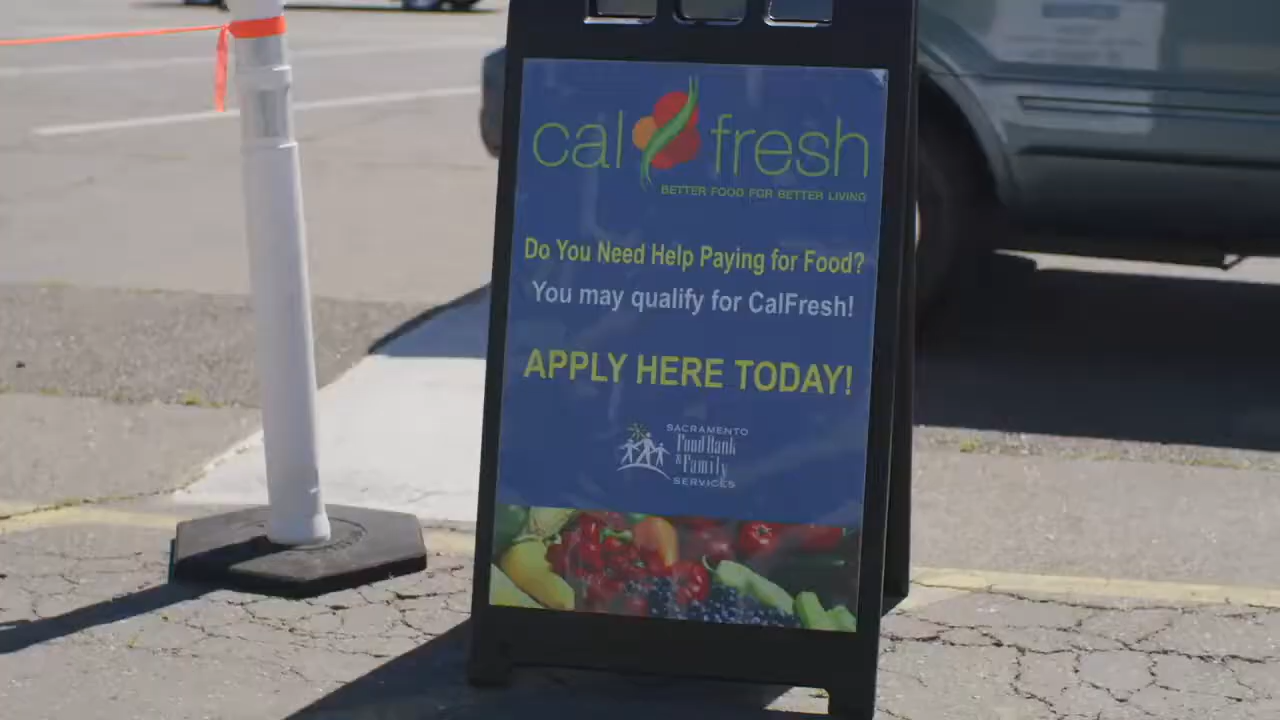 cal fresh
BETTER FOOD FOR BETTER LIVING
Do You Need Help Paying for Food?
You may qualify for CalFresh!
APPLY HERE TODAY!
SACRAMENTO
Food Bank
& Family
SERVICES